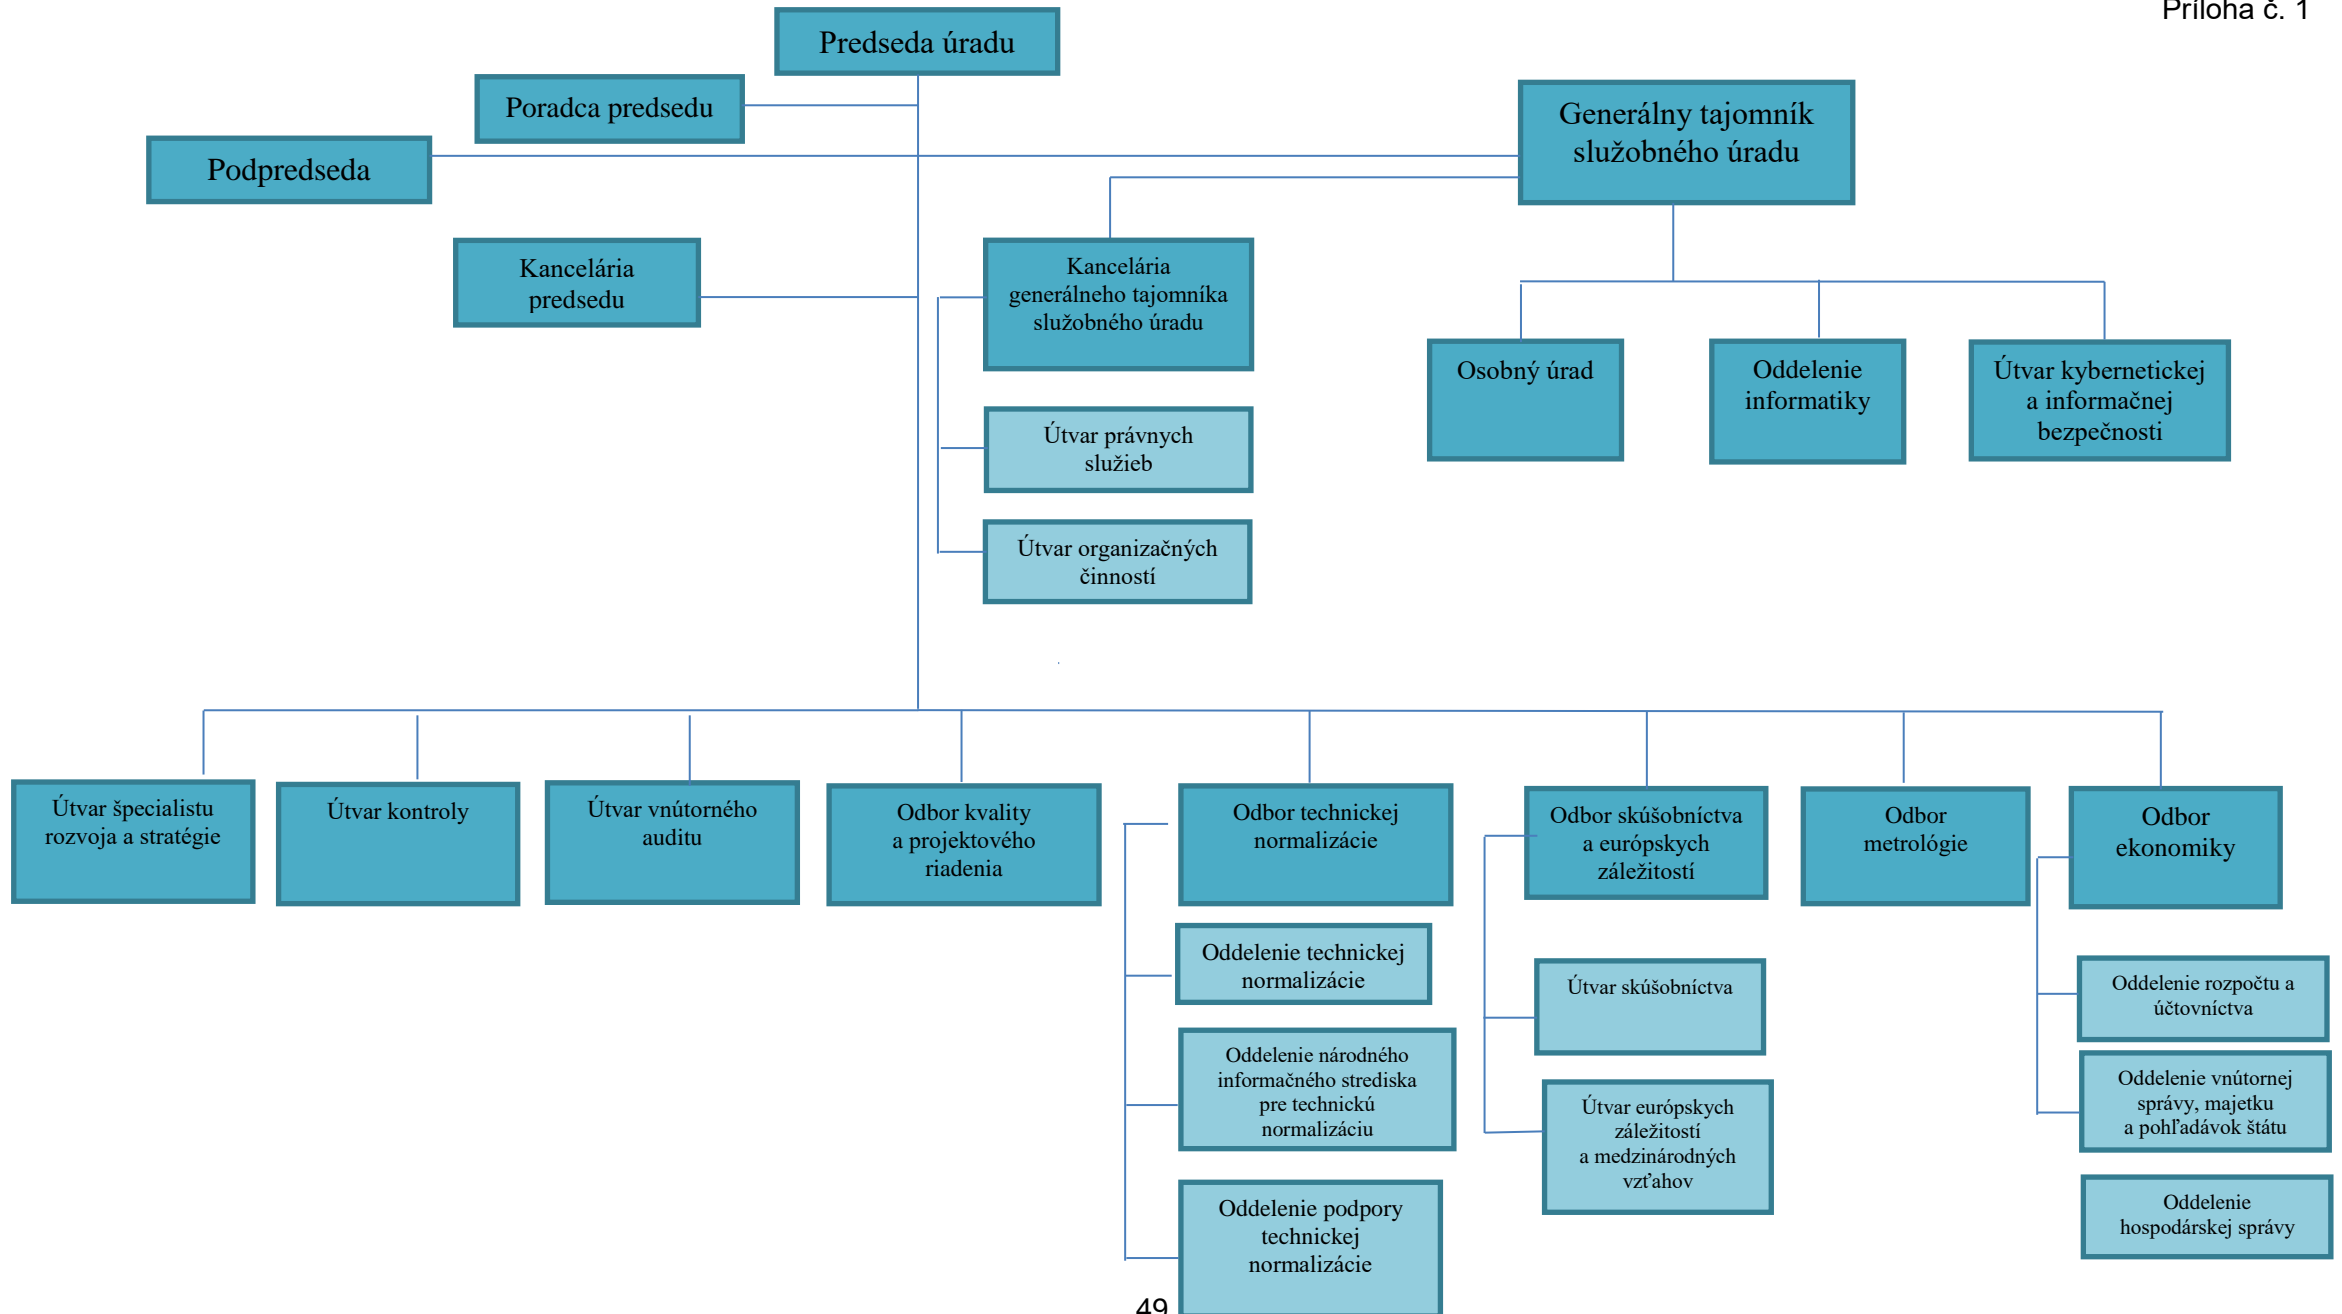 Príloha č. 1
Predseda úradu
Poradca predsedu
Podpredseda
Generálny tajomník
služobného úradu
Kancelária
predsedu
Kancelária
generálneho tajomníka
služobného úradu
Osobný úrad
Oddelenie
informatiky
Útvar kybernetickej
a informačnej
bezpečnosti
Útvar právnych
služieb
Útvar organizačných
činností
Útvar špecialistu
rozvoja a stratégie
Útvar kontroly
Útvar vnútorného
auditu
Odbor kvality
a projektového
riadenia
Odbor technickej
normalizácie
Odbor skúšobníctva
a európskych
záležitostí
Odbor
metrológie
Odbor
ekonomiky
Oddelenie technickej
normalizácie
Oddelenie národného
informačného strediska
pre technickú
normalizáciu
Oddelenie podpory
technickej
normalizácie
Útvar skúšobníctva
Útvar európskych
záležitostí
a medzinárodných
vzťahov
Oddelenie rozpočtu a
účtovníctva
Oddelenie vnútornej
správy, majetku
a pohľadávok štátu
Oddelenie
hospodárskej správy
49